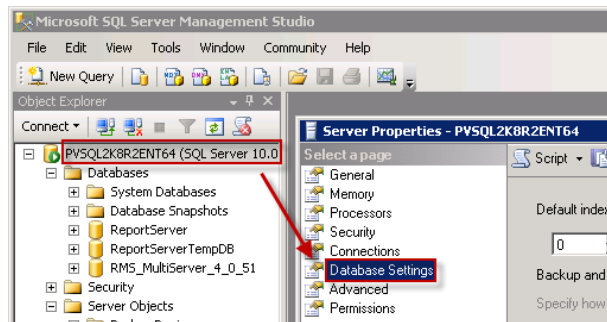 Microsoft SQL Server Management Studio
File Edit View Tools Window Community Help
New Query
Object Explorer
Connect
PVSQL2K8R2ENT64 (SQL Server 10.0
Databases
System Databases
Database Snapshots
ReportServer
ReportServerTempDB
RMS_MultiServer_4_0_51
Security
Server Objects
Server Properties - PVSQL2K8R2ENT64
Select a page
General
Memory
Processors
Security
Connections
Database Settings
Advanced
Permissions
Script
Default index
0
Backup and
Specify how